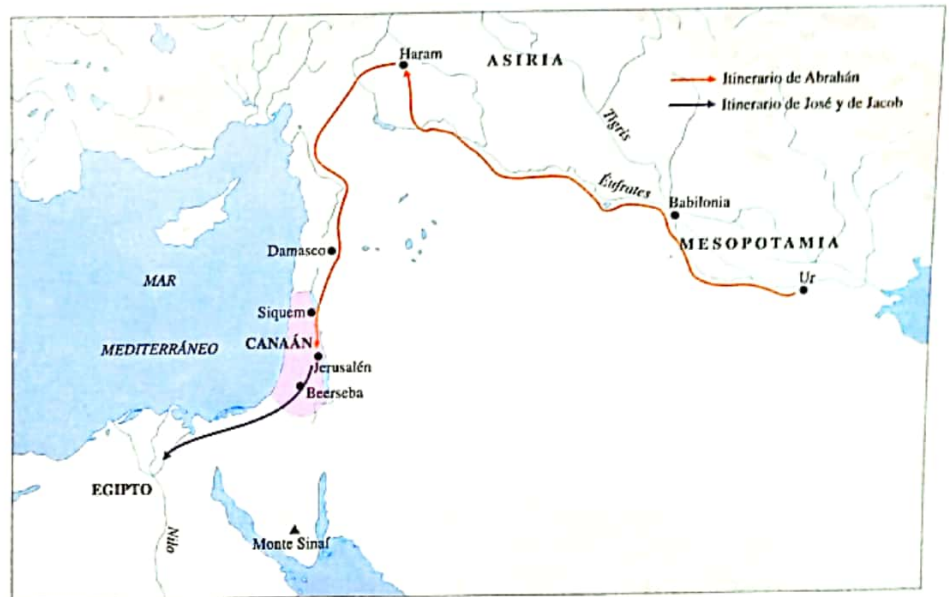 Haram
ASIRIA
Itinerario de Abrahán
Itinerario de José y de Jacob
Tigris
Éufrates
Babilonia
MESOPOTAMIA
Ur
Damasco
MAR
MEDITERRÁNEO
Siquem
CANAÁN
Jerusalén
Beerseba
EGIPTO
Nilo
Monte Sinaí